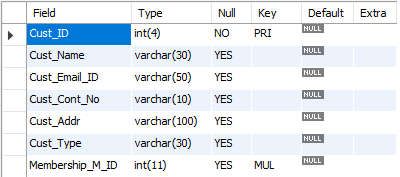 Field Type Null Key Default Extra
Cust_ID int(4) NO PRI NULL
Cust_Name varchar(30) YES NULL
Cust_Email_ID varchar(50) YES NULL
Cust_Cont_No varchar(10) YES NULL
Cust_Addr varchar(100) YES NULL
Cust_Type varchar(30) YES NULL
Membership_M_ID int(11) YES MUL NULL